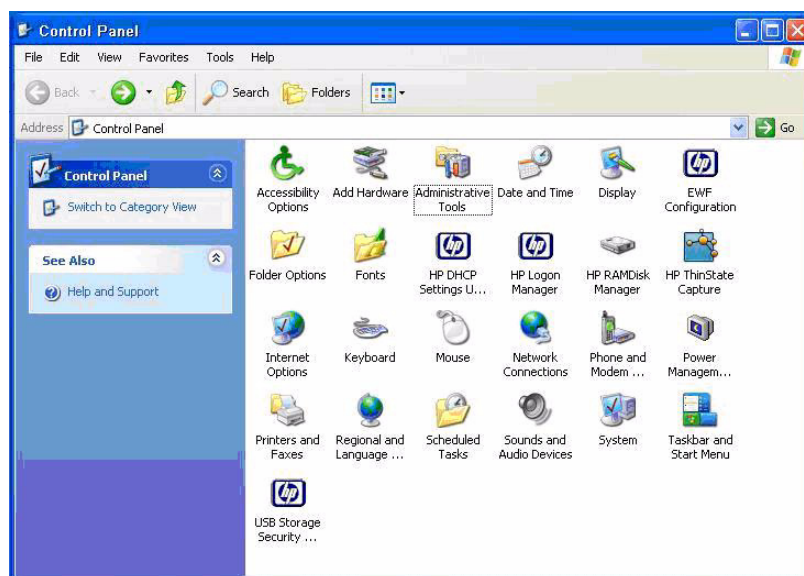 Control Panel
File Edit View Favorites Tools Help
Back Search Folders
Address Control Panel Go
Control Panel
Switch to Category View
See Also
Help and Support
Accessibility Options
Add Hardware
Administrative Tools
Date and Time
Display
EWF Configuration
Folder Options
Fonts
hp
HP DHCP Settings U...
hp
HP Logon Manager
HP RAMDisk Manager
HP ThinState Capture
Internet Options
Keyboard
Mouse
Network Connections
Phone and Modem ...
Power Managem...
Printers and Faxes
Regional and Language ...
Scheduled Tasks
Sounds and Audio Devices
System
Taskbar and Start Menu
hp
USB Storage Security ...